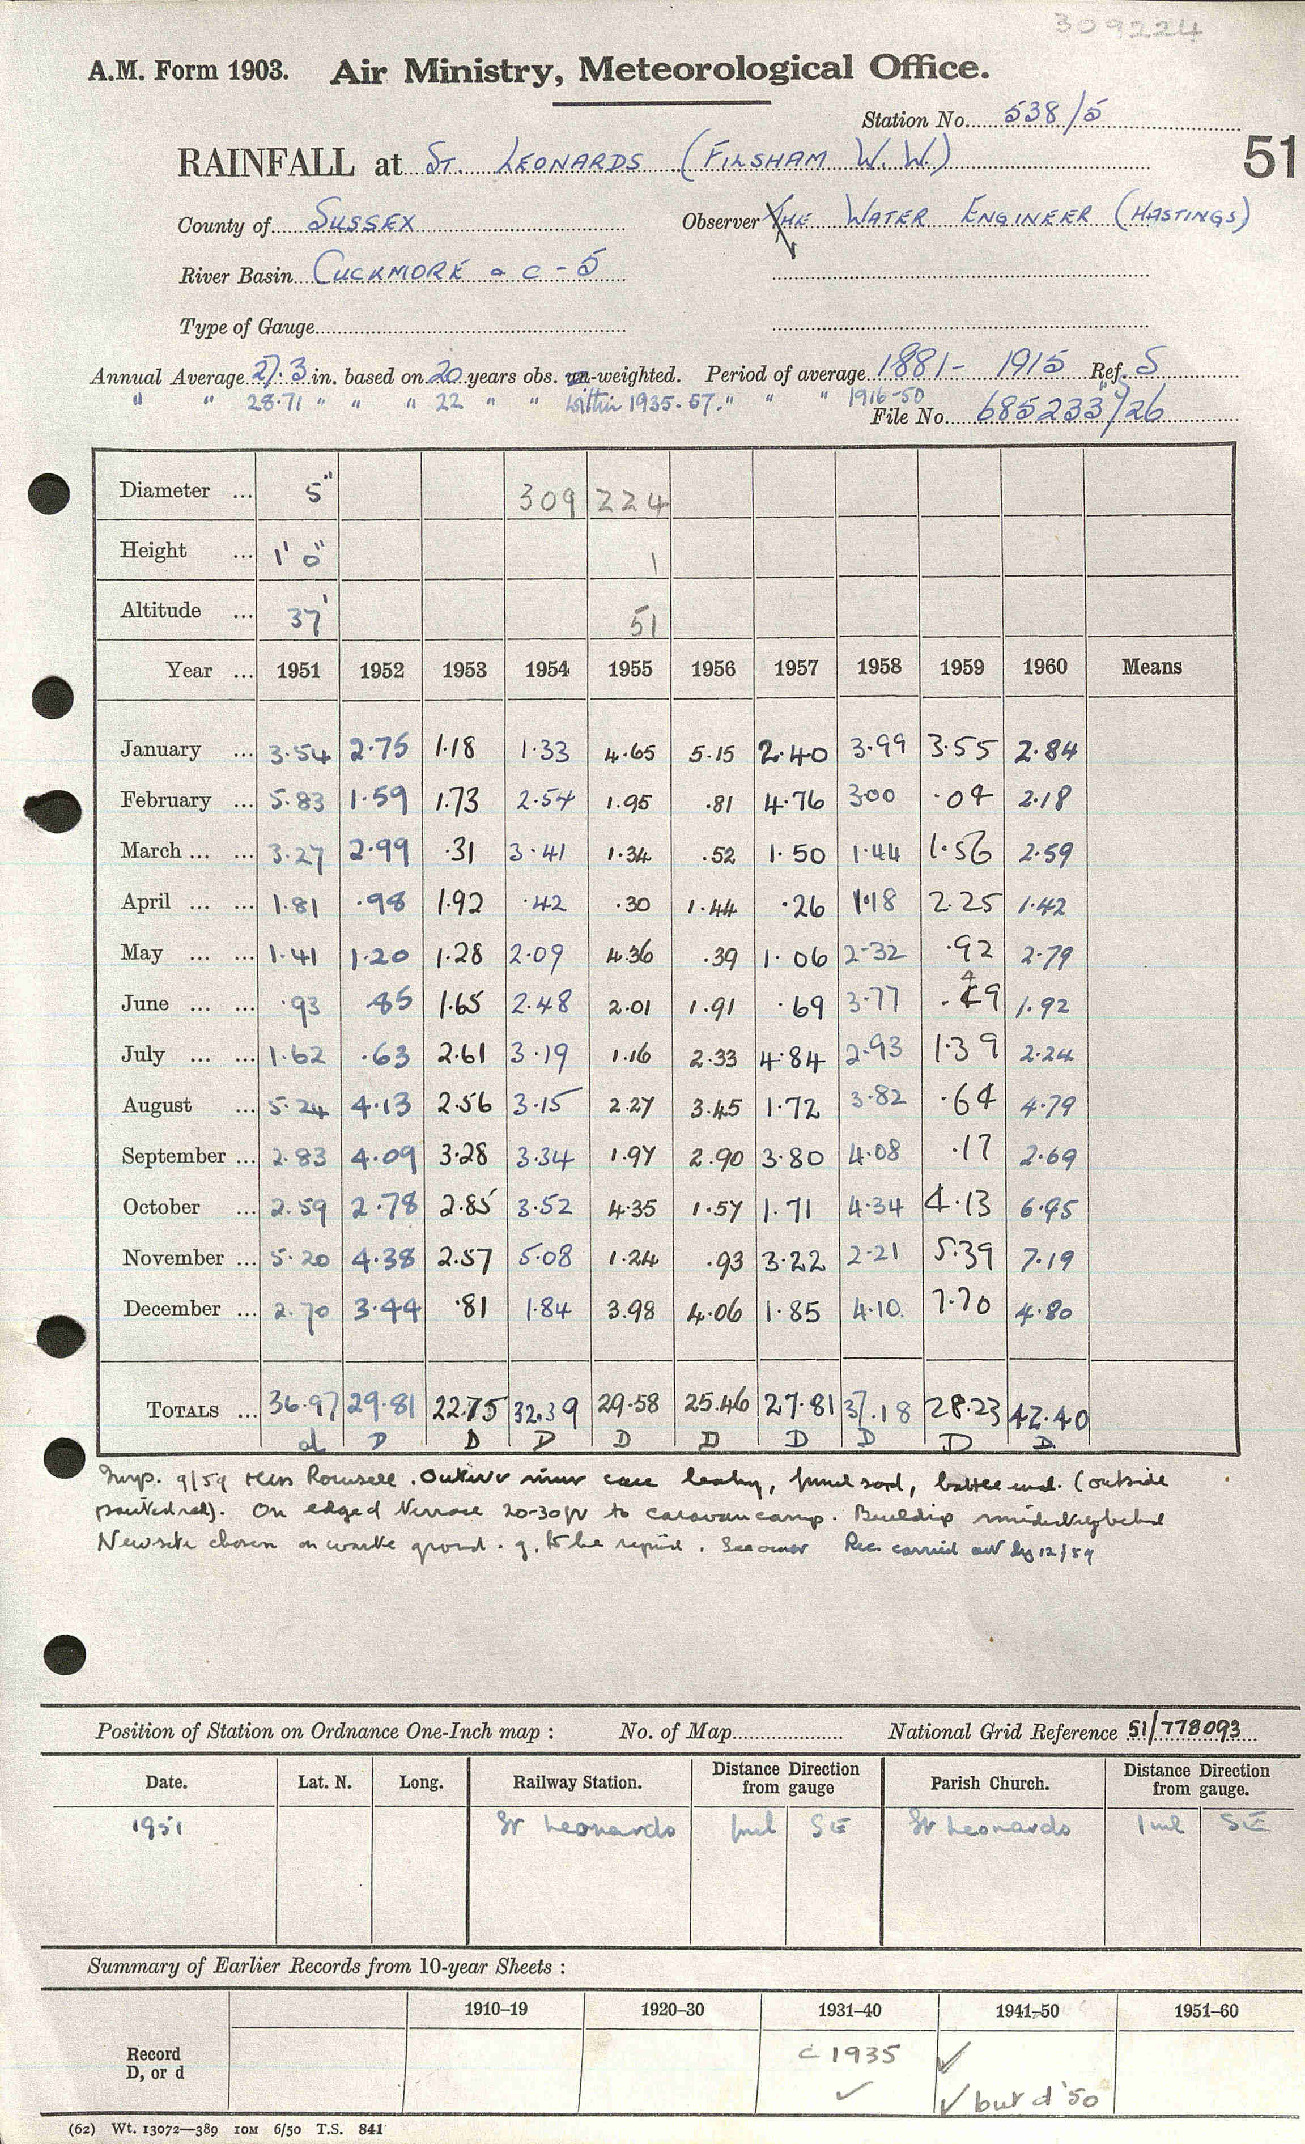 309224
A.M. Form 1903. Air Ministry, Meteorological Office.
Station No. 538/5
RAINFALL at St. Leonards (Filsham W.W.) 51
County of Sussex Observer The Water Engineer (Hastings)
River Basin Cuckmore & c - 5
Type of Gauge
Annual Average 27.3 in. based on 20 years obs. un-weighted. Period of average 1881 - 1915 Ref. S
" " 28.71 " " " 22 " " within 1935-57. " " " 1916-50
File No. 685233/26
Diameter ... 5" 309 224
Height ... 1' 0" 1
Altitude ... 37' 51
Year ... 1951 1952 1953 1954 1955 1956 1957 1958 1959 1960 Means
January ... 3.54 2.75 1.18 1.33 4.65 5.15 2.40 3.99 3.55 2.84
February ... 5.83 1.59 1.73 2.54 1.95 .81 4.76 300 .04 2.18
March ... ... 3.27 2.99 .31 3.41 1.34 .52 1.50 1.44 1.56 2.59
April ... ... 1.81 .98 1.92 .42 .30 1.44 .26 1.18 2.25 1.42
May ... ... 1.41 1.20 1.28 2.09 4.36 .39 1.06 2.32 .92 2.79
June ... ... .93 .85 1.65 2.48 2.01 1.91 .69 3.77 .49 1.92
July ... ... 1.62 .63 2.61 3.19 1.16 2.33 4.84 2.93 1.39 2.24
August ... 5.24 4.13 2.56 3.15 2.27 3.45 1.72 3.82 .64 4.79
September ... 2.83 4.09 3.28 3.34 1.97 2.90 3.80 4.08 .17 2.69
October ... 2.59 2.78 2.85 3.52 4.35 1.57 1.71 4.34 4.13 6.95
November ... 5.20 4.38 2.57 5.08 1.24 .93 3.22 2.21 5.39 7.19
December ... 2.70 3.44 .81 1.84 3.98 4.06 1.85 4.10 7.70 4.80
Totals ... 36.97 29.81 22.75 32.39 29.58 25.46 27.81 37.18 28.23 42.40
d D D D D D D D D D
Insp. 9/59 Miss Rowsell. Outer case leaky, funnel sound, bottle end. (outside
painted red). On edge of terrace 20-30 to caravan camp. Building
New site chosen on ground. g. to be. Rec. carried out by 12/59
Position of Station on Ordnance One-Inch map : No. of Map National Grid Reference 51/778093
Date. Lat. N. Long. Railway Station. Distance Direction from gauge Parish Church. Distance Direction from gauge.
1951 St Leonards 1ml SE St Leonards 1ml SE
Summary of Earlier Records from 10-year Sheets :
1910–19 1920–30 1931–40 1941–50 1951–60
Record D, or d c 1935 ✓
✓ ✓ but d '50
(62) Wt. 13072—389 10M 6/50 T.S. 841